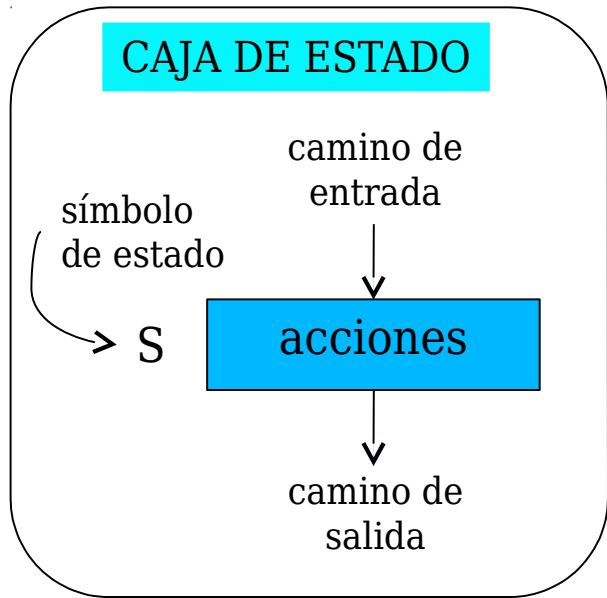 CAJA DE ESTADO
camino de
entrada
símbolo
de estado
S
acciones
camino de
salida